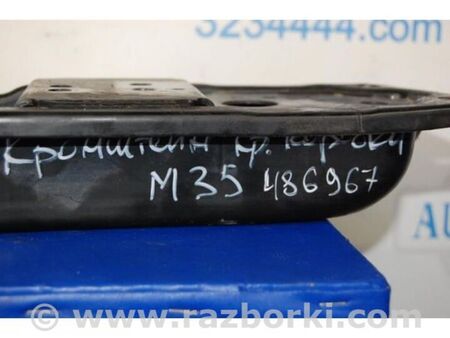 3234444.com
Кронштейн кр. коробки
M35 486967
AU
© www.razborki.com